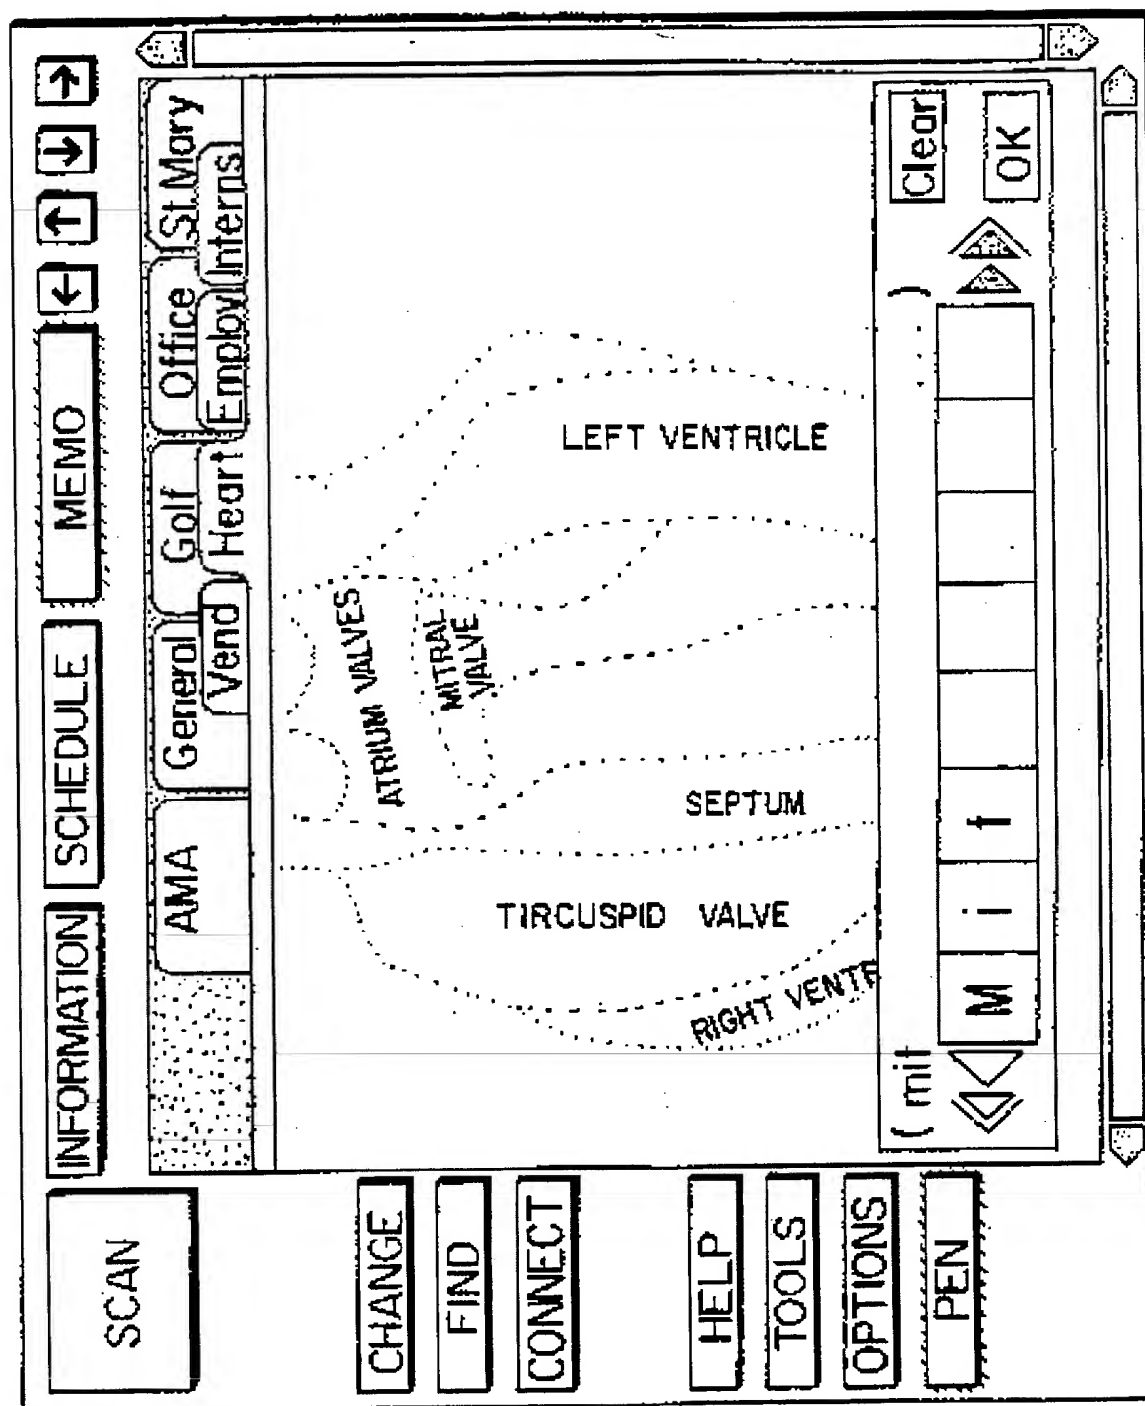 SCAN
INFORMATION
SCHEDULE
MEMO
AMA
General
Golf
Office
St.Mary
Vend
Heart
Employ
Interns
CHANGE
FIND
CONNECT
HELP
TOOLS
OPTIONS
PEN
ATRIUM VALVES
MITRAL
VALVE
LEFT VENTRICLE
SEPTUM
TIRCUSPID VALVE
RIGHT VENTR
( mit . . . )
Clear
M i t
OK